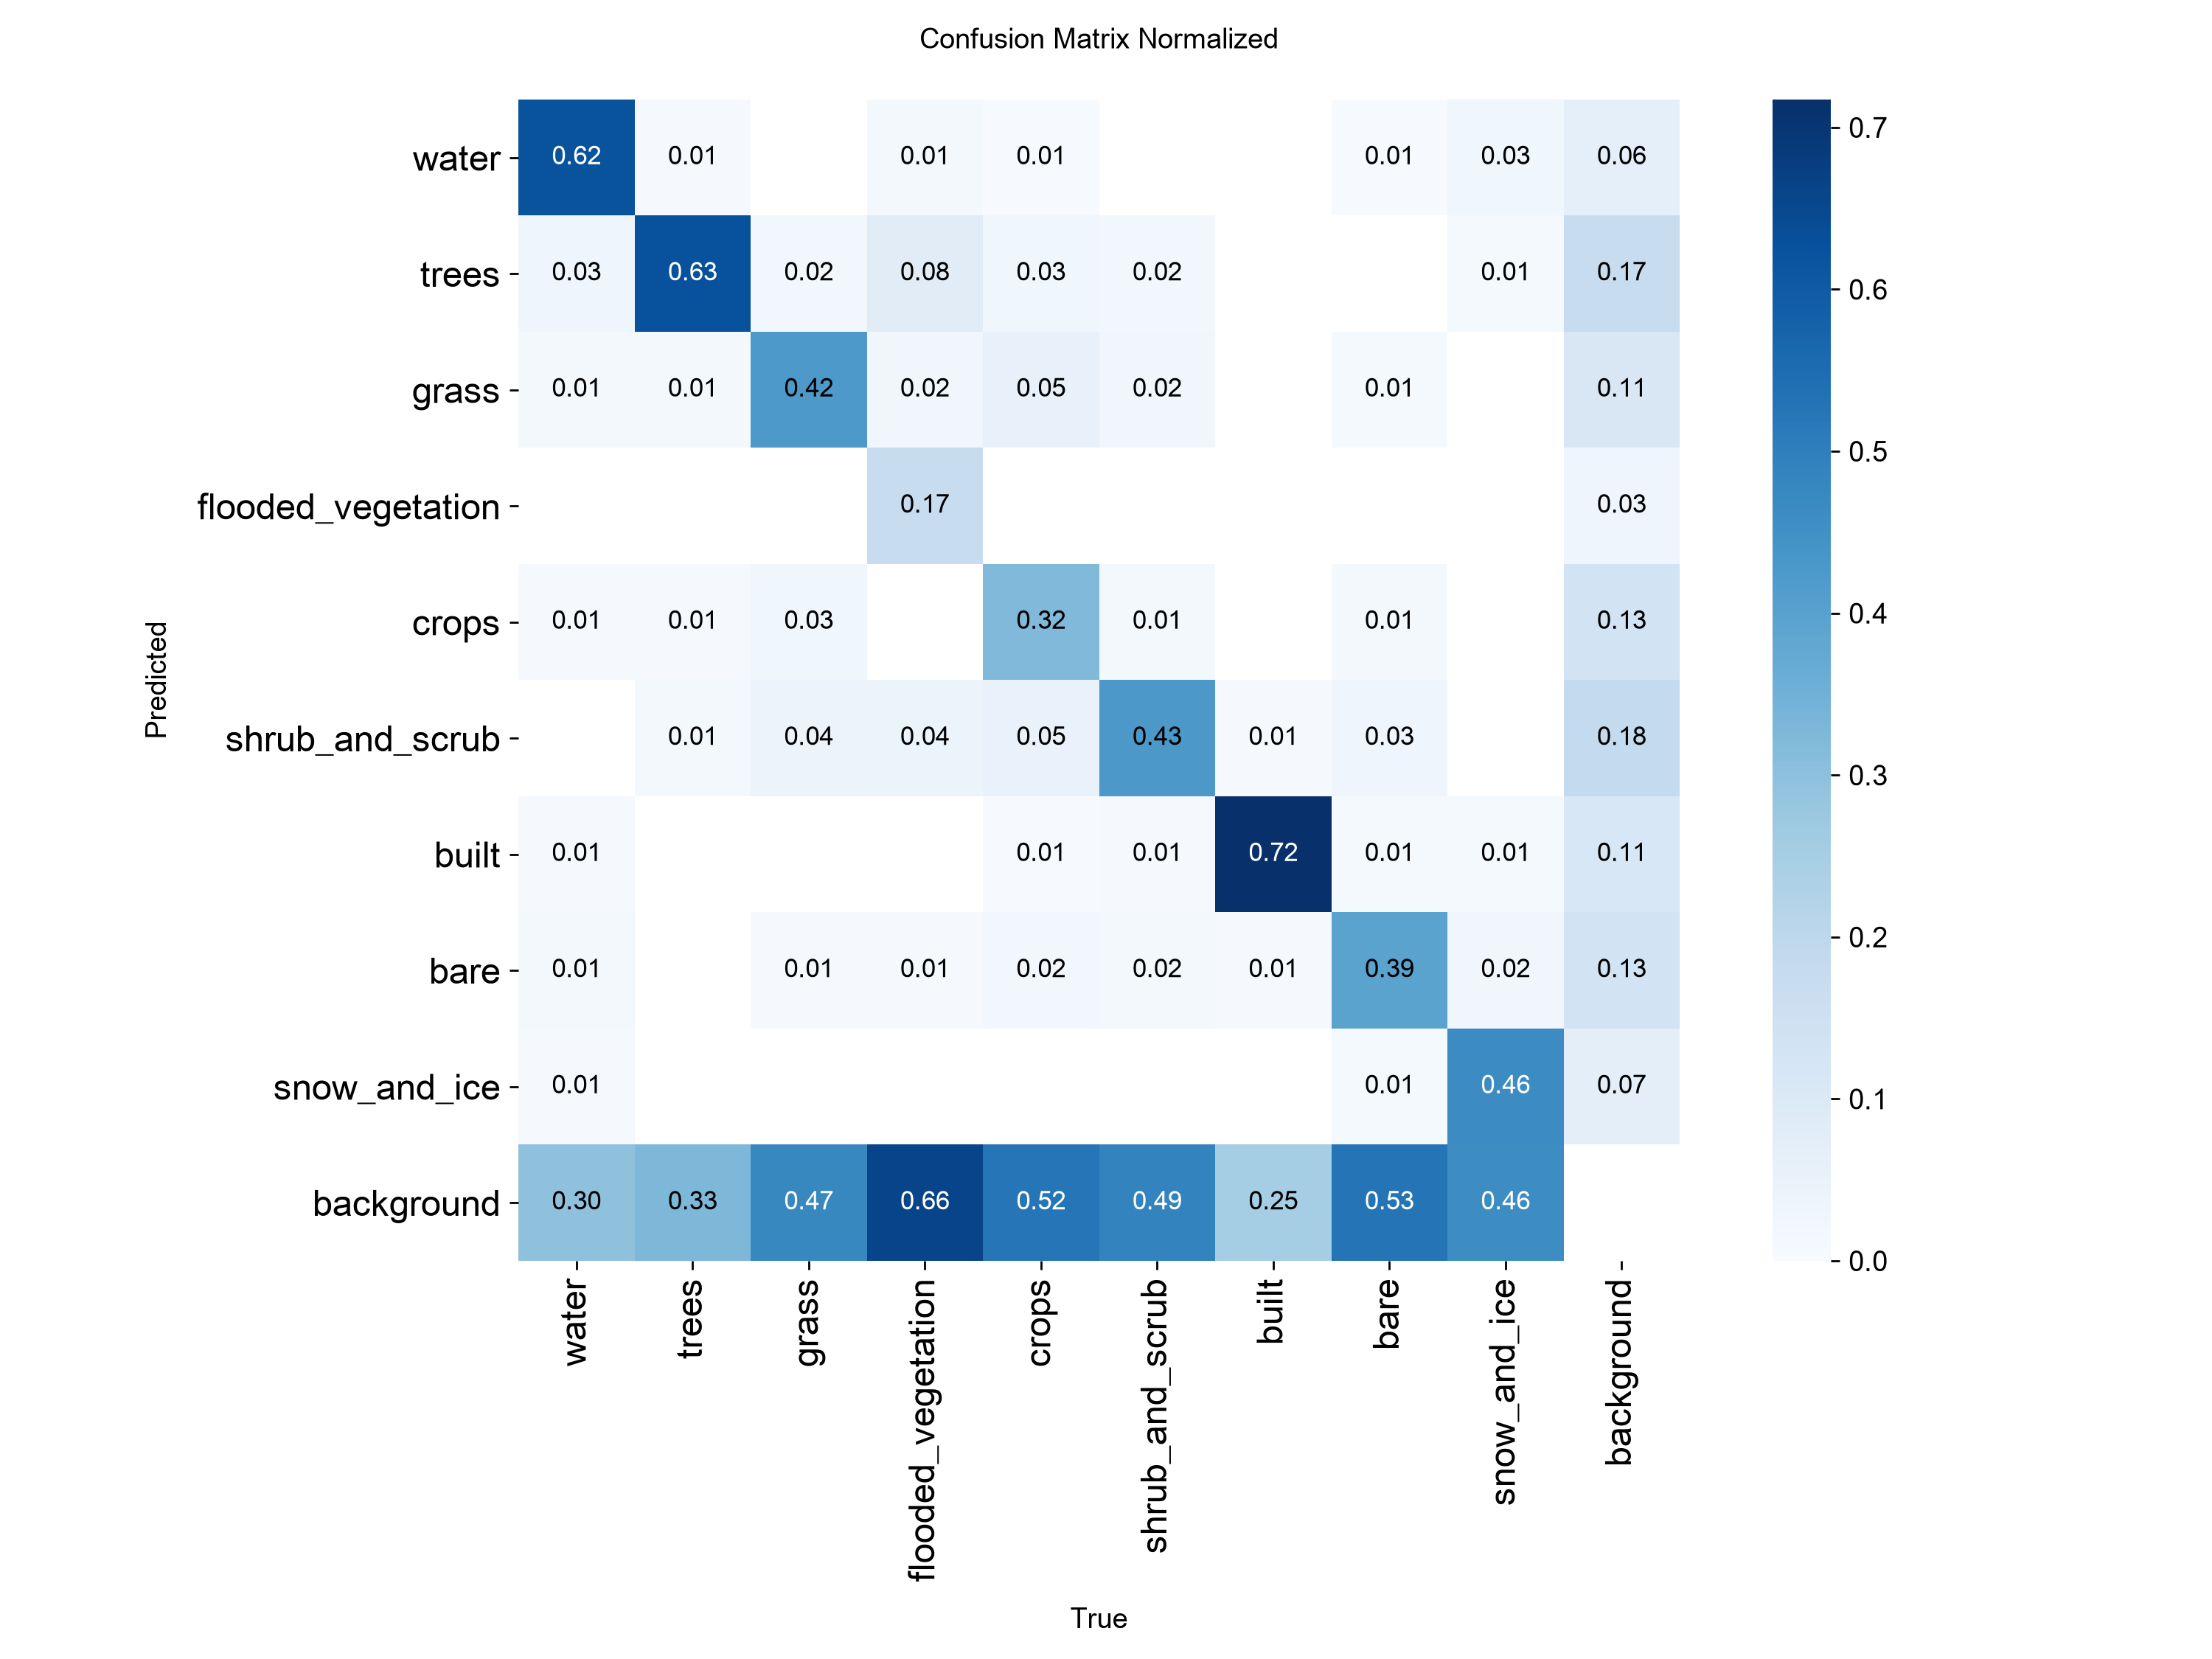 Confusion Matrix Normalized
water 0.62 0.01 0.01 0.01 0.01 0.03 0.06
trees 0.03 0.63 0.02 0.08 0.03 0.02 0.01 0.17
grass 0.01 0.01 0.42 0.02 0.05 0.02 0.01 0.11
flooded_vegetation 0.17 0.03
crops 0.01 0.01 0.03 0.32 0.01 0.01 0.13
shrub_and_scrub 0.01 0.04 0.04 0.05 0.43 0.01 0.03 0.18
built 0.01 0.01 0.01 0.72 0.01 0.01 0.11
bare 0.01 0.01 0.01 0.02 0.02 0.01 0.39 0.02 0.13
snow_and_ice 0.01 0.01 0.46 0.07
background 0.30 0.33 0.47 0.66 0.52 0.49 0.25 0.53 0.46
Predicted
water
trees
grass
flooded_vegetation
crops
shrub_and_scrub
built
bare
snow_and_ice
background
True
0.7
0.6
0.5
0.4
0.3
0.2
0.1
0.0